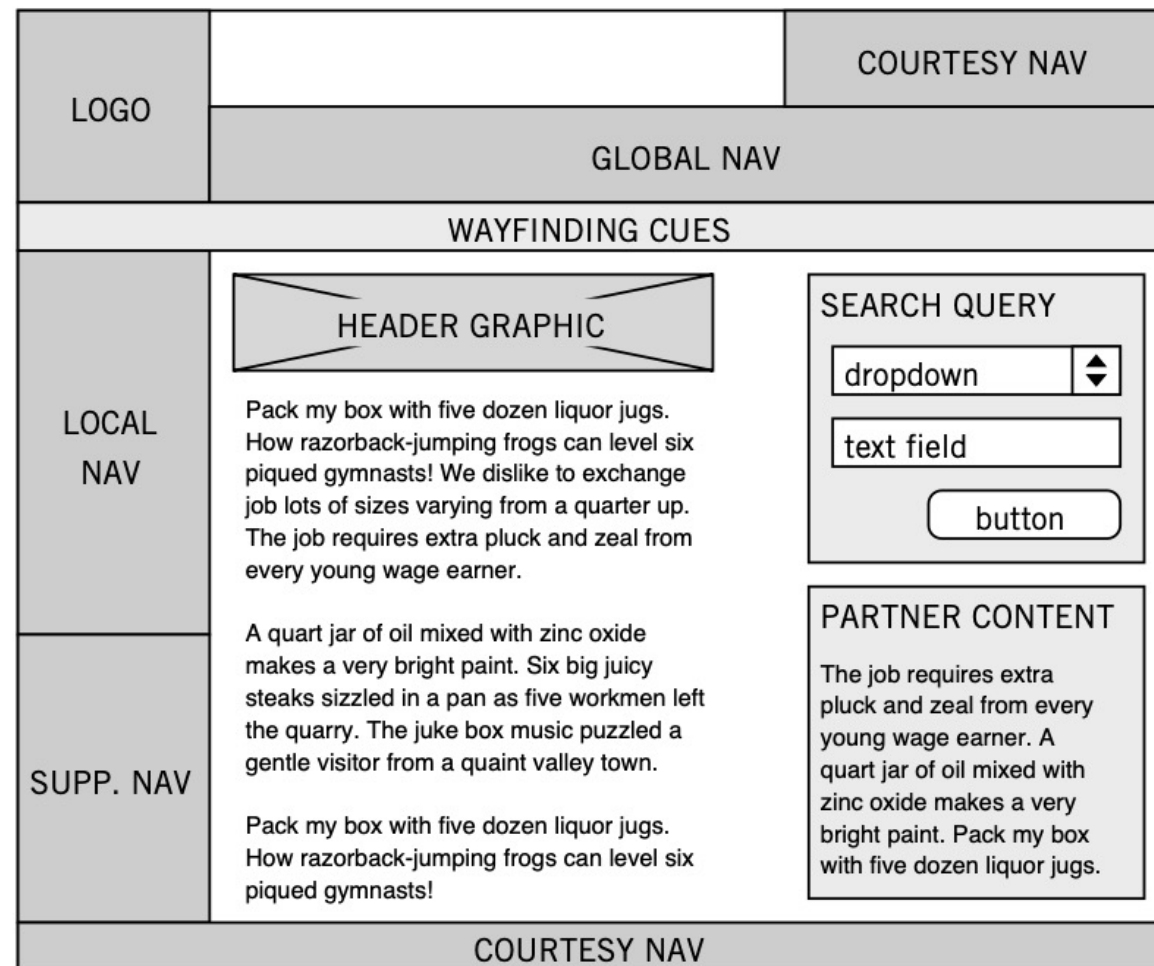 LOGO
COURTESY NAV
GLOBAL NAV
WAYFINDING CUES
LOCAL
NAV
SUPP. NAV
HEADER GRAPHIC
Pack my box with five dozen liquor jugs.
How razorback-jumping frogs can level six
piqued gymnasts! We dislike to exchange
job lots of sizes varying from a quarter up.
The job requires extra pluck and zeal from
every young wage earner.
A quart jar of oil mixed with zinc oxide
makes a very bright paint. Six big juicy
steaks sizzled in a pan as five workmen left
the quarry. The juke box music puzzled a
gentle visitor from a quaint valley town.
Pack my box with five dozen liquor jugs.
How razorback-jumping frogs can level six
piqued gymnasts!
SEARCH QUERY
dropdown
text field
button
PARTNER CONTENT
The job requires extra
pluck and zeal from every
young wage earner. A
quart jar of oil mixed with
zinc oxide makes a very
bright paint. Pack my box
with five dozen liquor jugs.
COURTESY NAV